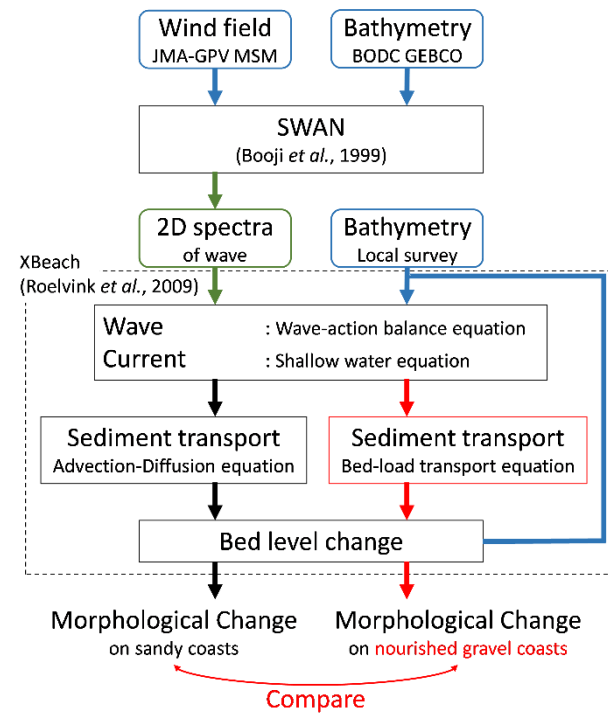 Wind field
JMA-GPV MSM
Bathymetry
BODC GEBCO
SWAN
(Booji et al., 1999)
2D spectra
of wave
Bathymetry
Local survey
XBeach
(Roelvink et al., 2009)
Wave : Wave-action balance equation
Current : Shallow water equation
Sediment transport
Advection-Diffusion equation
Sediment transport
Bed-load transport equation
Bed level change
Morphological Change
on sandy coasts
Morphological Change
on nourished gravel coasts
Compare